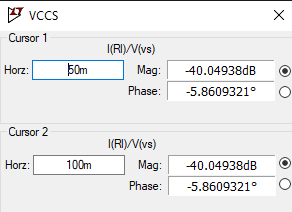 VCCS
Cursor 1
I(Rl)/V(vs)
Horz: 50m Mag: -40.04938dB
Phase: -5.8609321°
Cursor 2
I(Rl)/V(vs)
Horz: 100m Mag: -40.04938dB
Phase: -5.8609321°